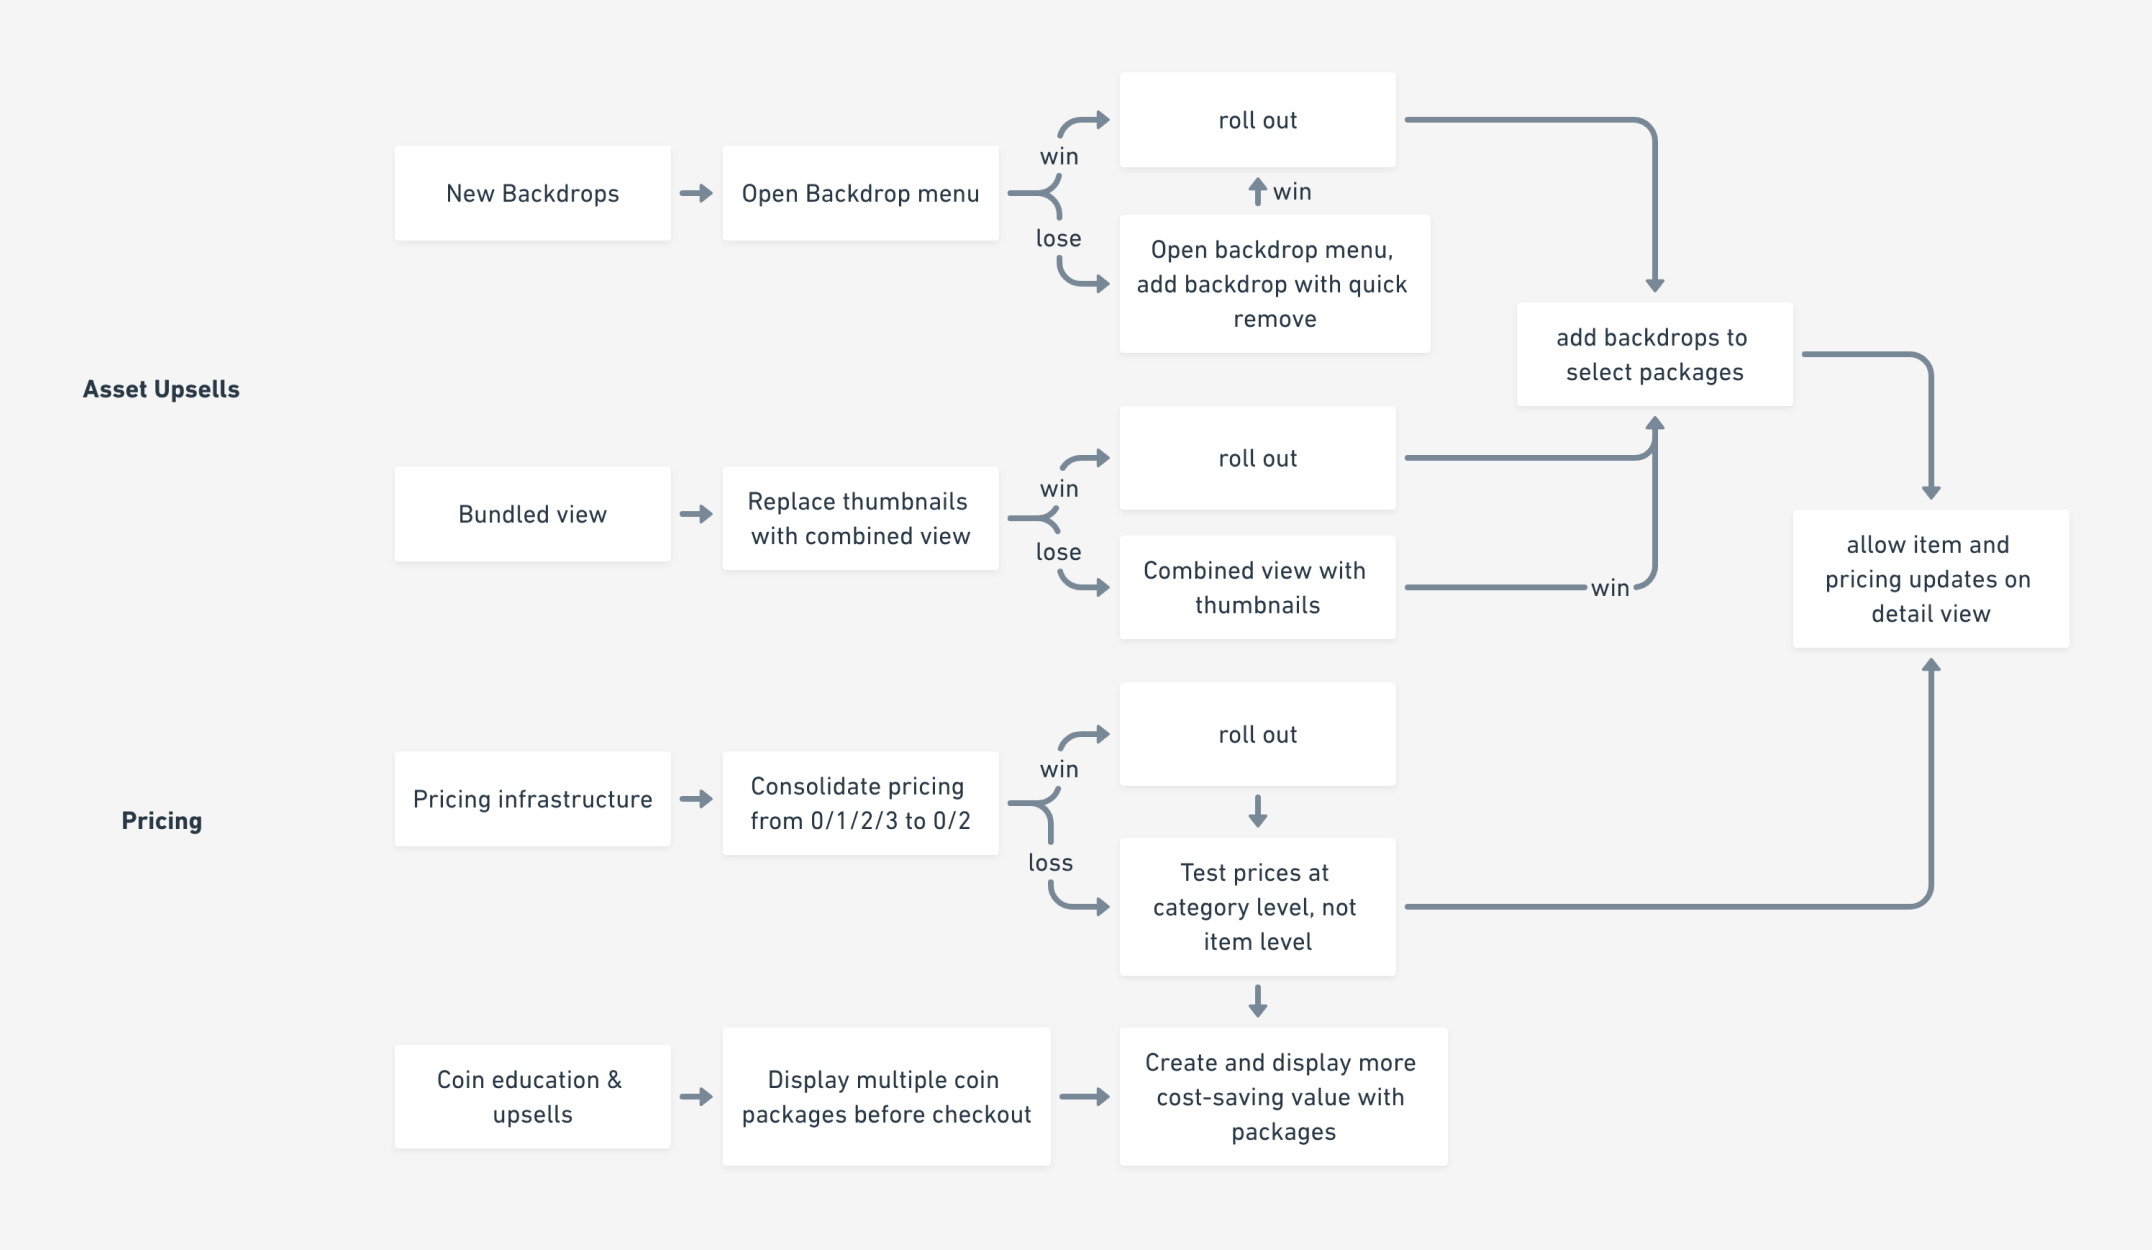 Asset Upsells
New Backdrops
Open Backdrop menu
win
lose
roll out
win
Open backdrop menu,
add backdrop with quick
remove
add backdrops to
select packages
Bundled view
Replace thumbnails
with combined view
win
lose
roll out
Combined view with
thumbnails
win
allow item and
pricing updates on
detail view
Pricing
Pricing infrastructure
Consolidate pricing
from 0/1/2/3 to 0/2
win
loss
roll out
Test prices at
category level, not
item level
Coin education &
upsells
Display multiple coin
packages before checkout
Create and display more
cost-saving value with
packages